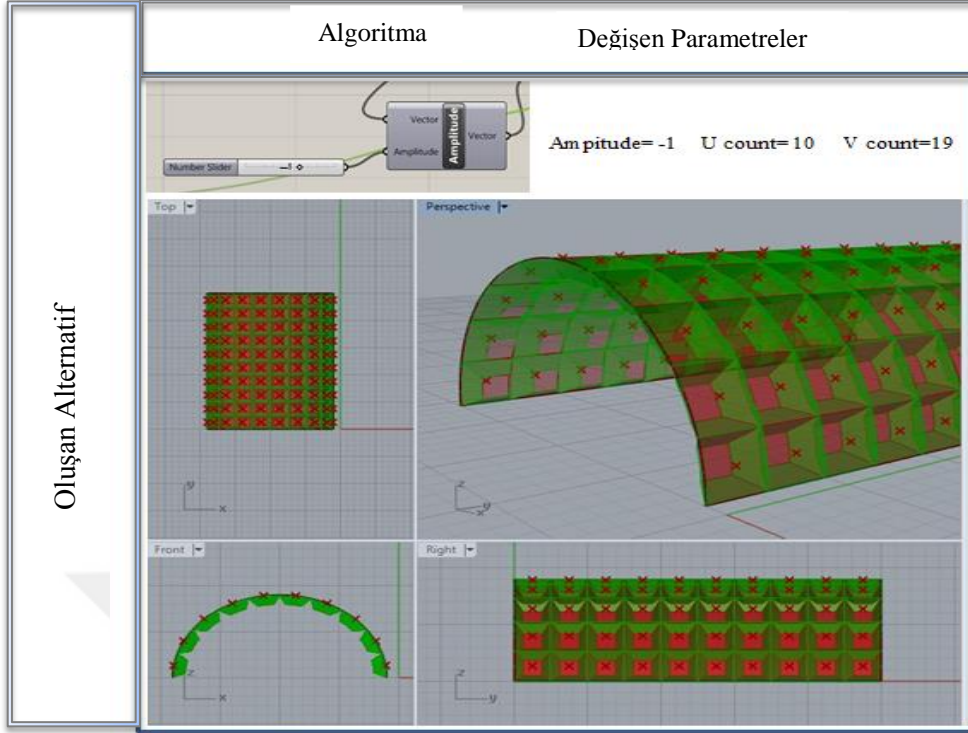 Algoritma
Değişen Parametreler
Oluşan Alternatif
Vector
Amplitude
Amplitude
Vector
Number Slider
-1
Am pitude= -1 U count= 10 V count=19
Top
Perspective
y
x
z
y
x
Front
Right
z
x
z
y